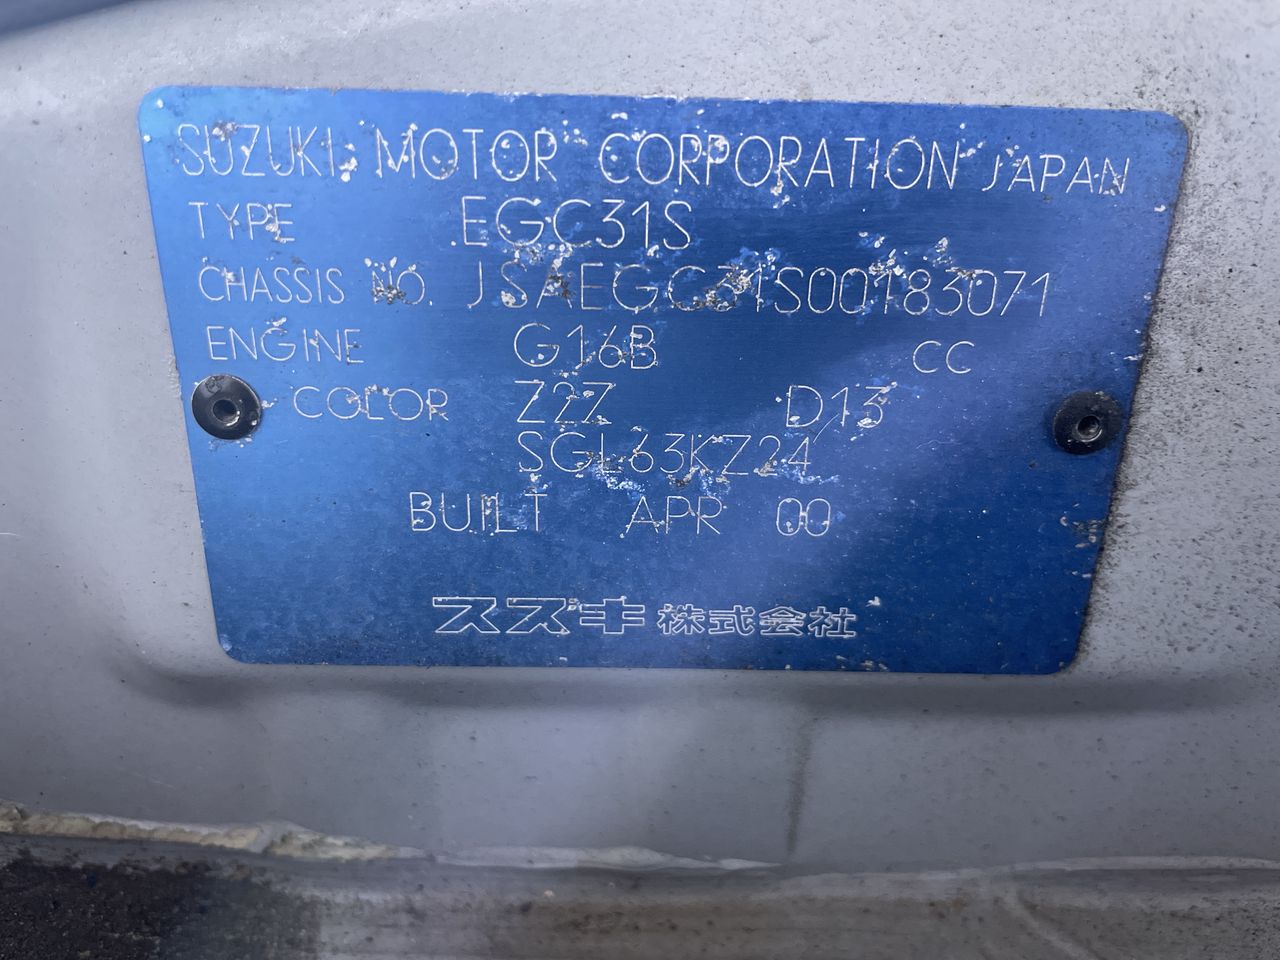 SUZUKI MOTOR CORPORATION JAPAN
TYPE EGC31S
CHASSIS NO. JSAEGC31S00183071
ENGINE G16B CC
COLOR Z2Z D13
SGL63KZ24
BUILT APR 00
スズキ株式会社